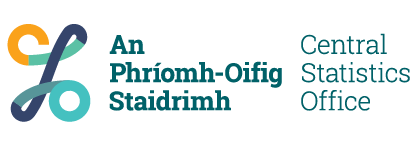 An
Phríomh-Oifig
Staidrimh
Central
Statistics
Office